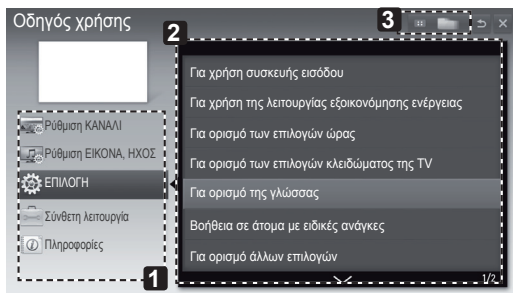 Οδηγός χρήσης
3
2
Για χρήση συσκευής εισόδου
Για χρήση της λειτουργίας εξοικονόμησης ενέργειας
Για ορισμό των επιλογών ώρας
Για ορισμό των επιλογών κλειδώματος της TV
Για ορισμό της γλώσσας
Βοήθεια σε άτομα με ειδικές ανάγκες
Για ορισμό άλλων επιλογών
1/2
Ρύθμιση ΚΑΝΑΛΙ
Ρύθμιση ΕΙΚΟΝΑ, ΗΧΟΣ
ΕΠΙΛΟΓΗ
Σύνθετη λειτουργία
Πληροφορίες
1